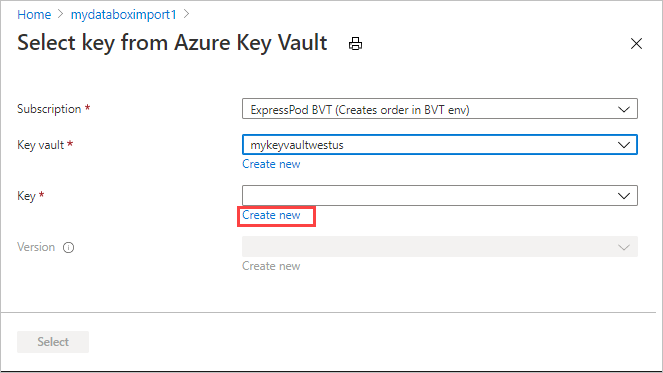 Home > mydataboximport1 >
Select key from Azure Key Vault
Subscription *
ExpressPod BVT (Creates order in BVT env)
Key vault *
mykeyvaultwestus
Create new
Key *
Create new
Version
Create new
Select